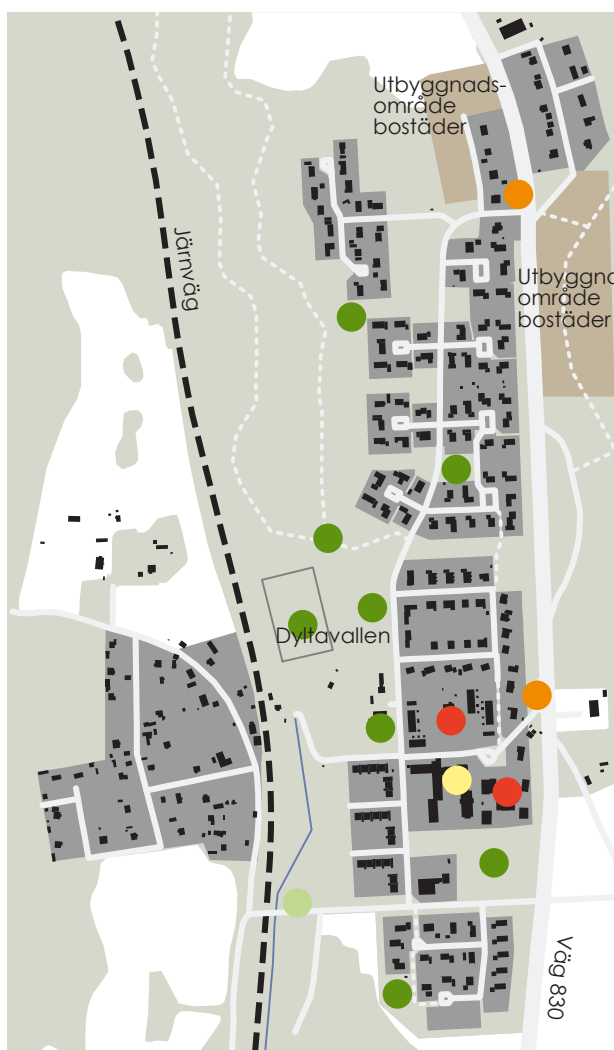 Utbyggnads-
område
bostäder
Järnväg
Utbyggna
område
bostäder
Dyltavallen
Väg 830